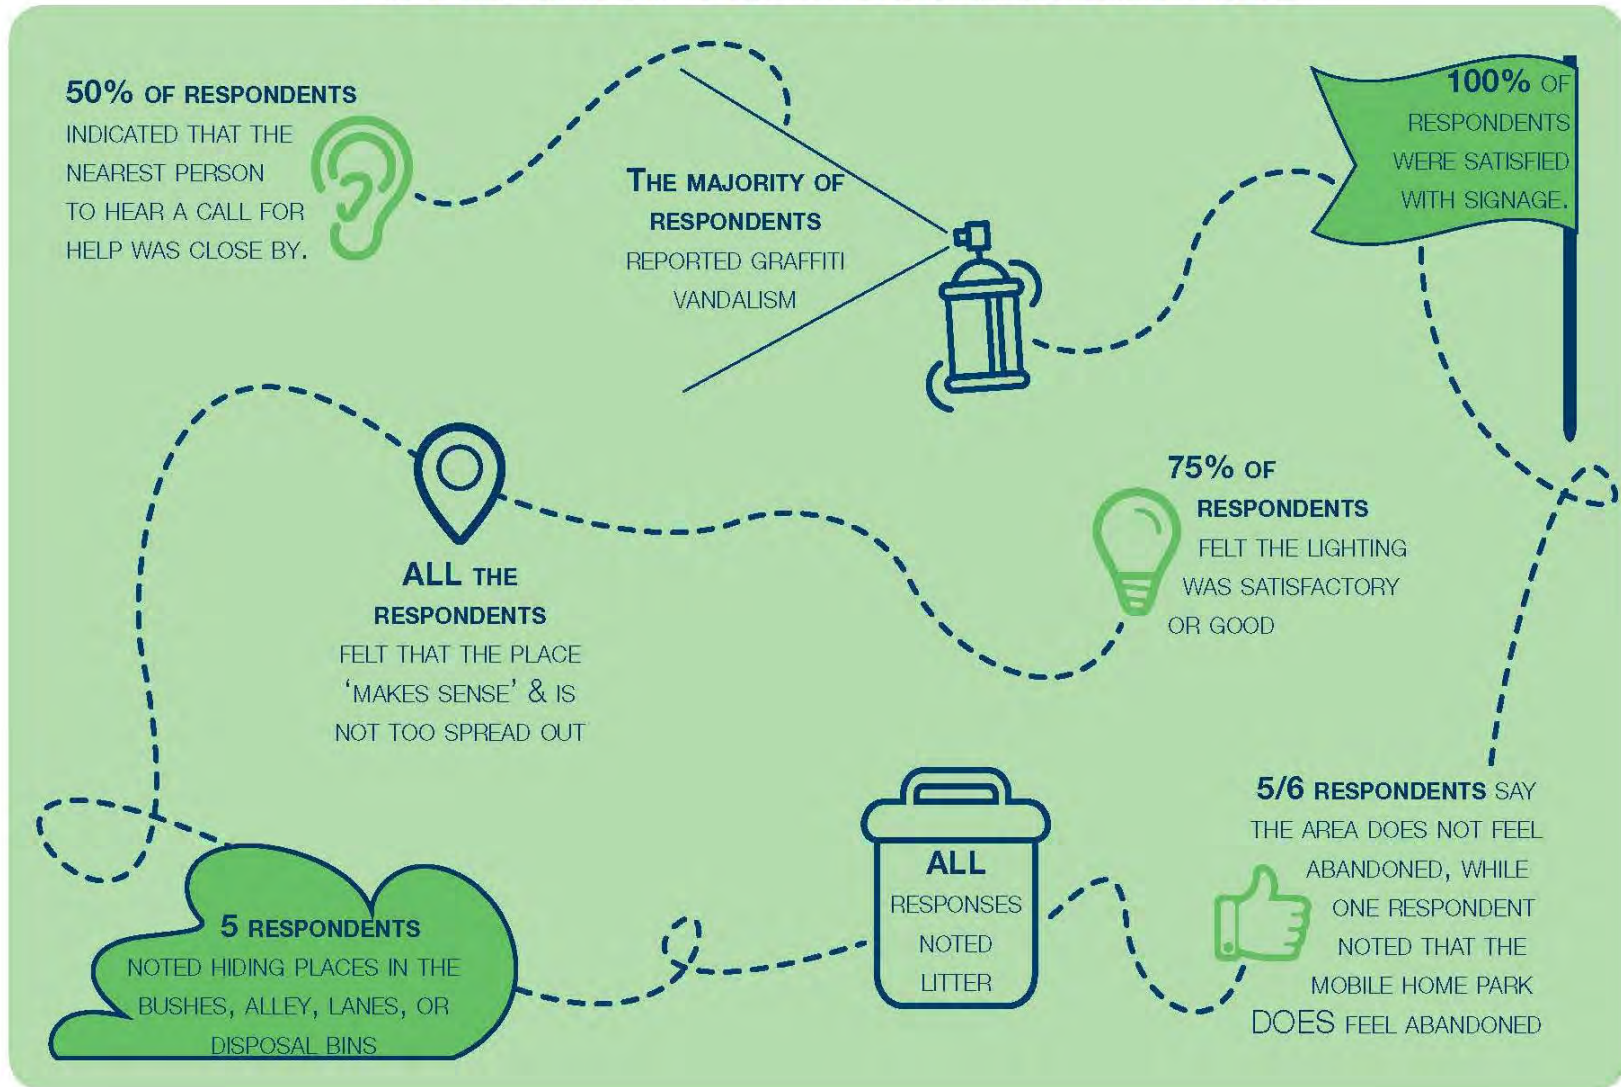 50% OF RESPONDENTS
INDICATED THAT THE
NEAREST PERSON
TO HEAR A CALL FOR
HELP WAS CLOSE BY.
THE MAJORITY OF
RESPONDENTS
REPORTED GRAFFITI
VANDALISM
100% OF
RESPONDENTS
WERE SATISFIED
WITH SIGNAGE.
ALL THE
RESPONDENTS
FELT THAT THE PLACE
‘MAKES SENSE’ & IS
NOT TOO SPREAD OUT
75% OF
RESPONDENTS
FELT THE LIGHTING
WAS SATISFACTORY
OR GOOD
5 RESPONDENTS
NOTED HIDING PLACES IN THE
BUSHES, ALLEY, LANES, OR
DISPOSAL BINS
ALL
RESPONSES
NOTED
LITTER
5/6 RESPONDENTS SAY
THE AREA DOES NOT FEEL
ABANDONED, WHILE
ONE RESPONDENT
NOTED THAT THE
MOBILE HOME PARK
DOES FEEL ABANDONED